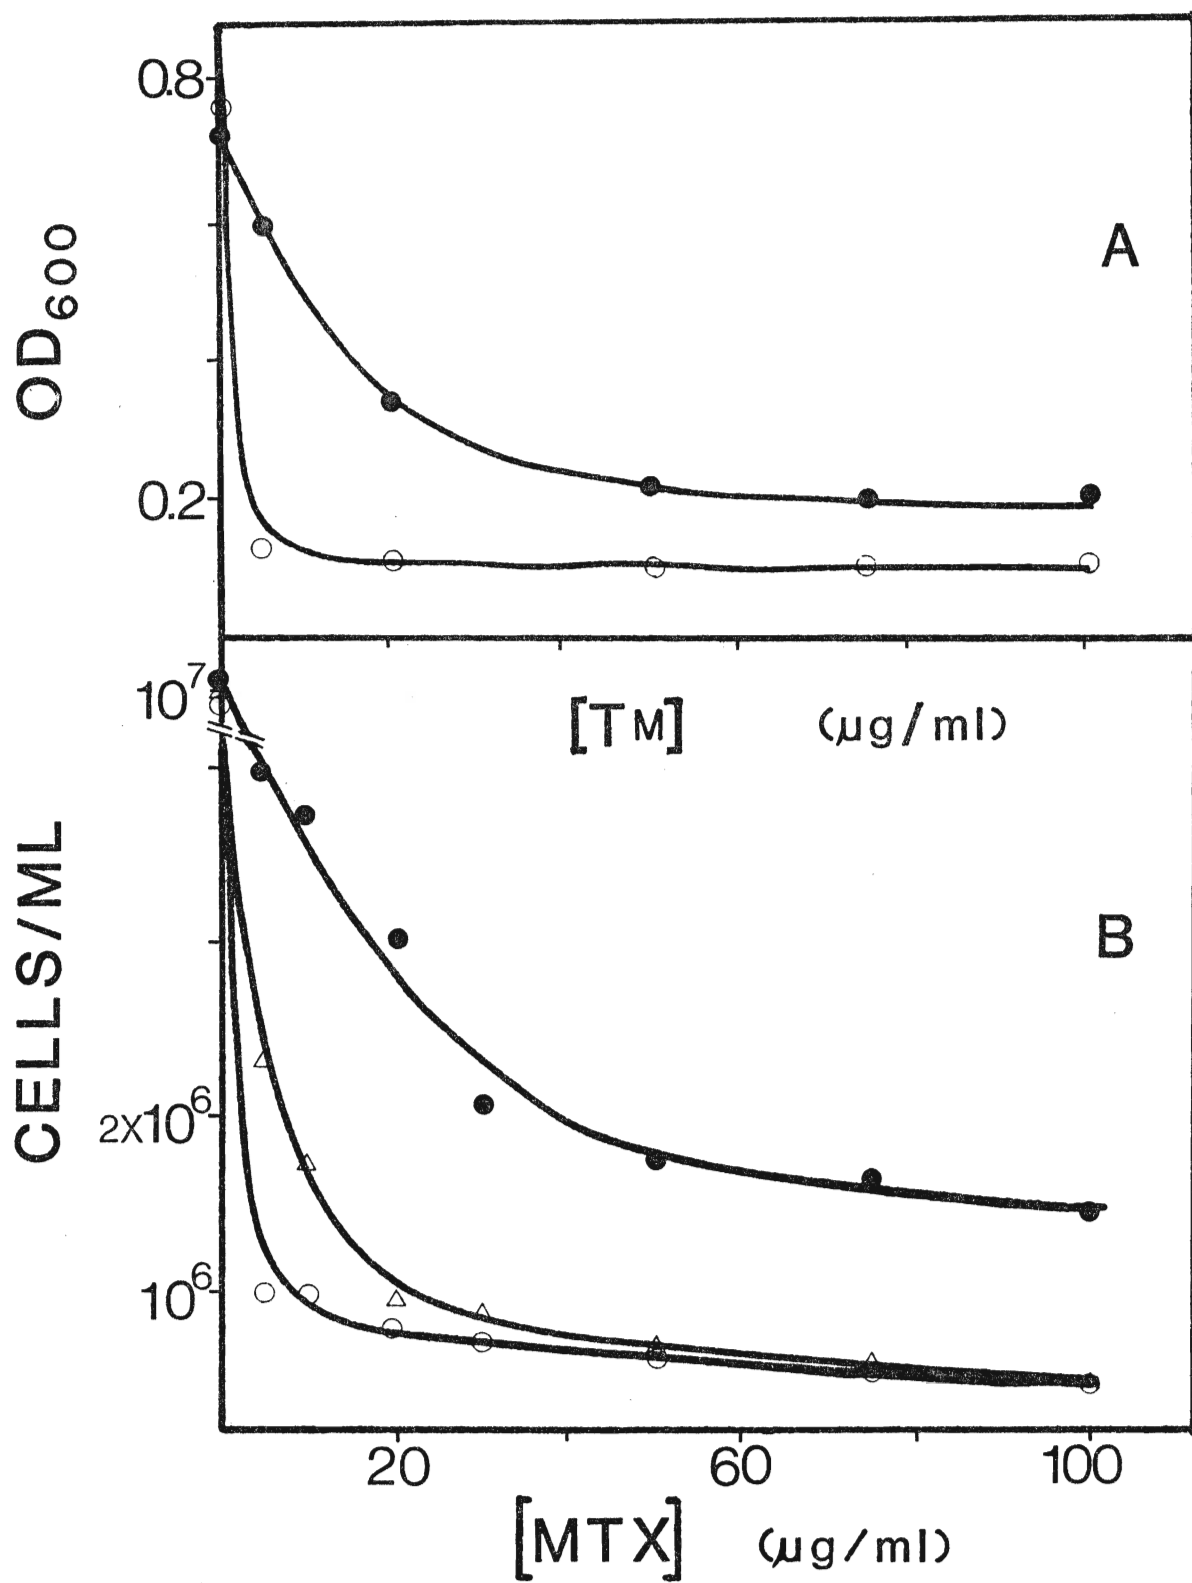 0.8
A
OD₆₀₀
0.2
10⁷
[TM] (µg/ml)
CELLS/ML
B
2X10⁶
10⁶
20 60 100
[MTX] (µg/ml)